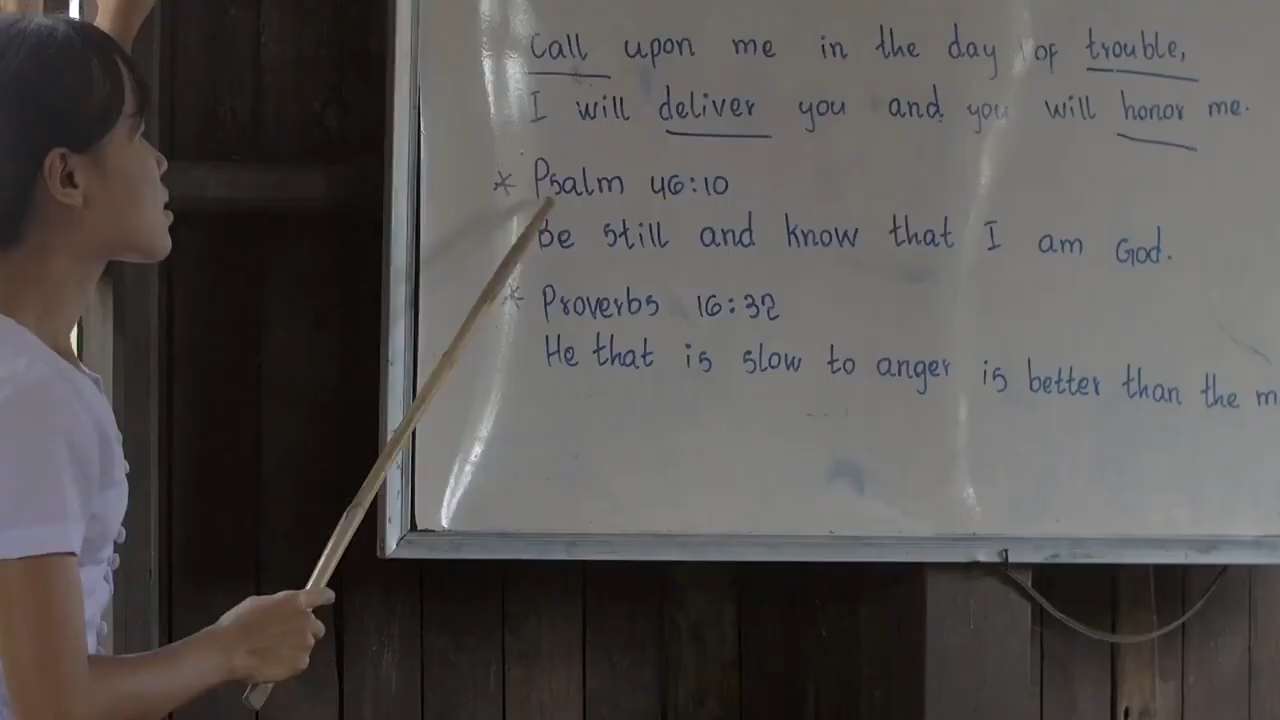 Call upon me in the day of trouble,
I will deliver you and you will honor me.
* Psalm 46:10
Be still and know that I am God.
* Proverbs 16:32
He that is slow to anger is better than the m